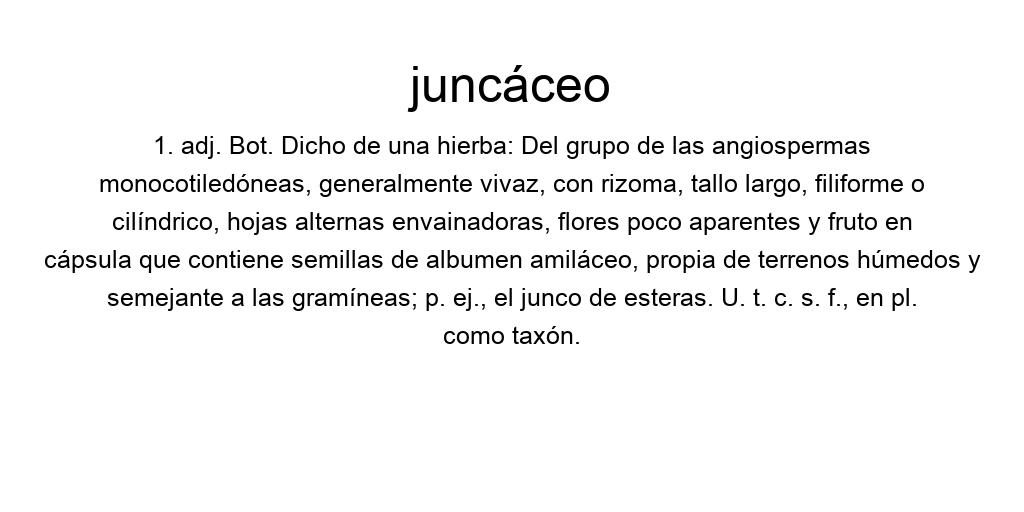 juncáceo
1. adj. Bot. Dicho de una hierba: Del grupo de las angiospermas
monocotiledóneas, generalmente vivaz, con rizoma, tallo largo, filiforme o
cilíndrico, hojas alternas envainadoras, flores poco aparentes y fruto en
cápsula que contiene semillas de albumen amiláceo, propia de terrenos húmedos y
semejante a las gramíneas; p. ej., el junco de esteras. U. t. c. s. f., en pl.
como taxón.